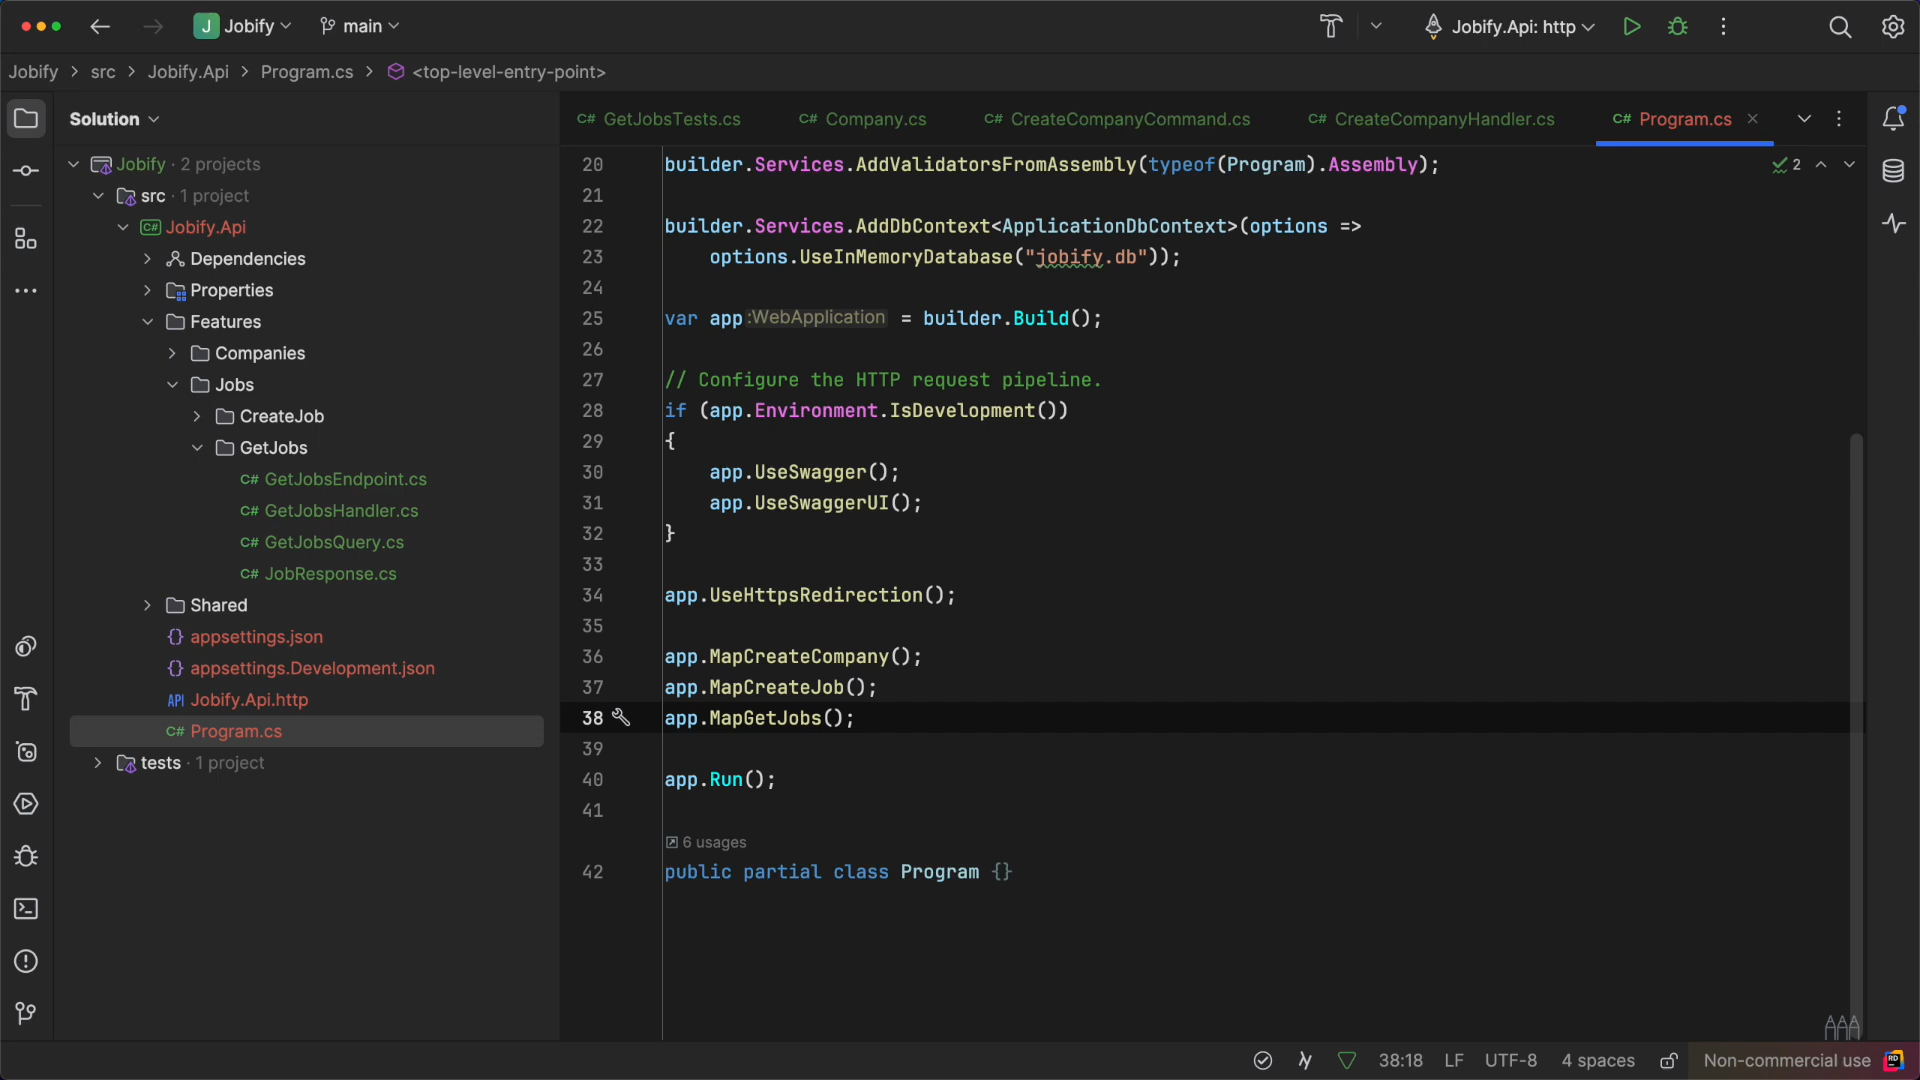 J Jobify main Jobify.Api: http
Jobify src Jobify.Api Program.cs <top-level-entry-point>
Solution
C# GetJobsTests.cs C# Company.cs C# CreateCompanyCommand.cs C# CreateCompanyHandler.cs C# Program.cs
Jobify · 2 projects
src · 1 project
C# Jobify.Api
Dependencies
Properties
Features
Companies
Jobs
CreateJob
GetJobs
C# GetJobsEndpoint.cs
C# GetJobsHandler.cs
C# GetJobsQuery.cs
C# JobResponse.cs
Shared
{} appsettings.json
{} appsettings.Development.json
API Jobify.Api.http
C# Program.cs
tests · 1 project
20 builder.Services.AddValidatorsFromAssembly(typeof(Program).Assembly);
2
21
22 builder.Services.AddDbContext<ApplicationDbContext>(options =>
23 options.UseInMemoryDatabase("jobify.db"));
24
25 var app :WebApplication = builder.Build();
26
27 // Configure the HTTP request pipeline.
28 if (app.Environment.IsDevelopment())
29 {
30 app.UseSwagger();
31 app.UseSwaggerUI();
32 }
33
34 app.UseHttpsRedirection();
35
36 app.MapCreateCompany();
37 app.MapCreateJob();
38 app.MapGetJobs();
39
40 app.Run();
41
6 usages
42 public partial class Program {}
38:18 LF UTF-8 4 spaces Non-commercial use RD